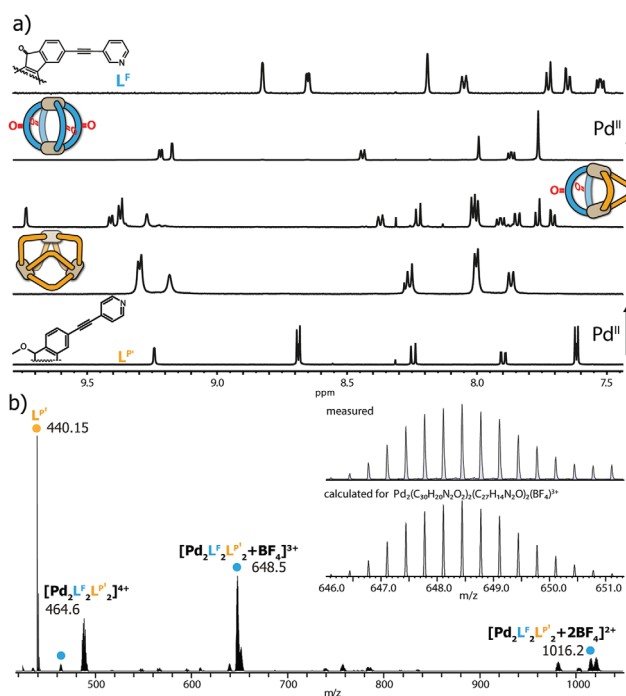 a)
O
N
L^F
O O O O
Pd^II
O O
O
N
L^P'
Pd^II
9.5 9.0 8.5 8.0 7.5
ppm
b)
L^P'
440.15
[Pd₂L^F₂L^P'₂]⁴⁺
464.6
[Pd₂L^F₂L^P'₂+BF₄]³⁺
648.5
[Pd₂L^F₂L^P'₂+2BF₄]²⁺
1016.2
measured
calculated for Pd₂(C₃₀H₂₀N₂O₂)₂(C₂₇H₁₄N₂O)₂(BF₄)³⁺
646.0 647.0 648.0 649.0 650.0 651.0
m/z
500 600 700 800 900 1000
m/z